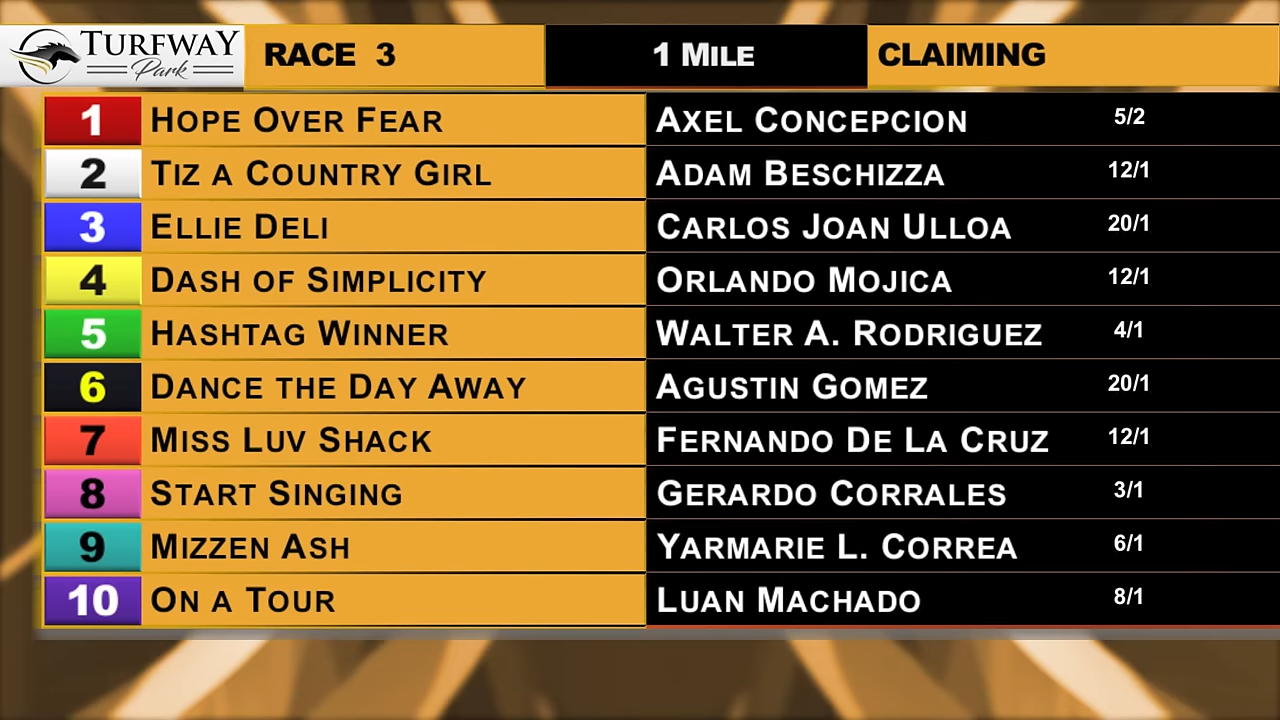 TURFWAY Park RACE 3 1 MILE CLAIMING
1 HOPE OVER FEAR AXEL CONCEPCION 5/2
2 TIZ A COUNTRY GIRL ADAM BESCHIZZA 12/1
3 ELLIE DELI CARLOS JOAN ULLOA 20/1
4 DASH OF SIMPLICITY ORLANDO MOJICA 12/1
5 HASHTAG WINNER WALTER A. RODRIGUEZ 4/1
6 DANCE THE DAY AWAY AGUSTIN GOMEZ 20/1
7 MISS LUV SHACK FERNANDO DE LA CRUZ 12/1
8 START SINGING GERARDO CORRALES 3/1
9 MIZZEN ASH YARMARIE L. CORREA 6/1
10 ON A TOUR LUAN MACHADO 8/1